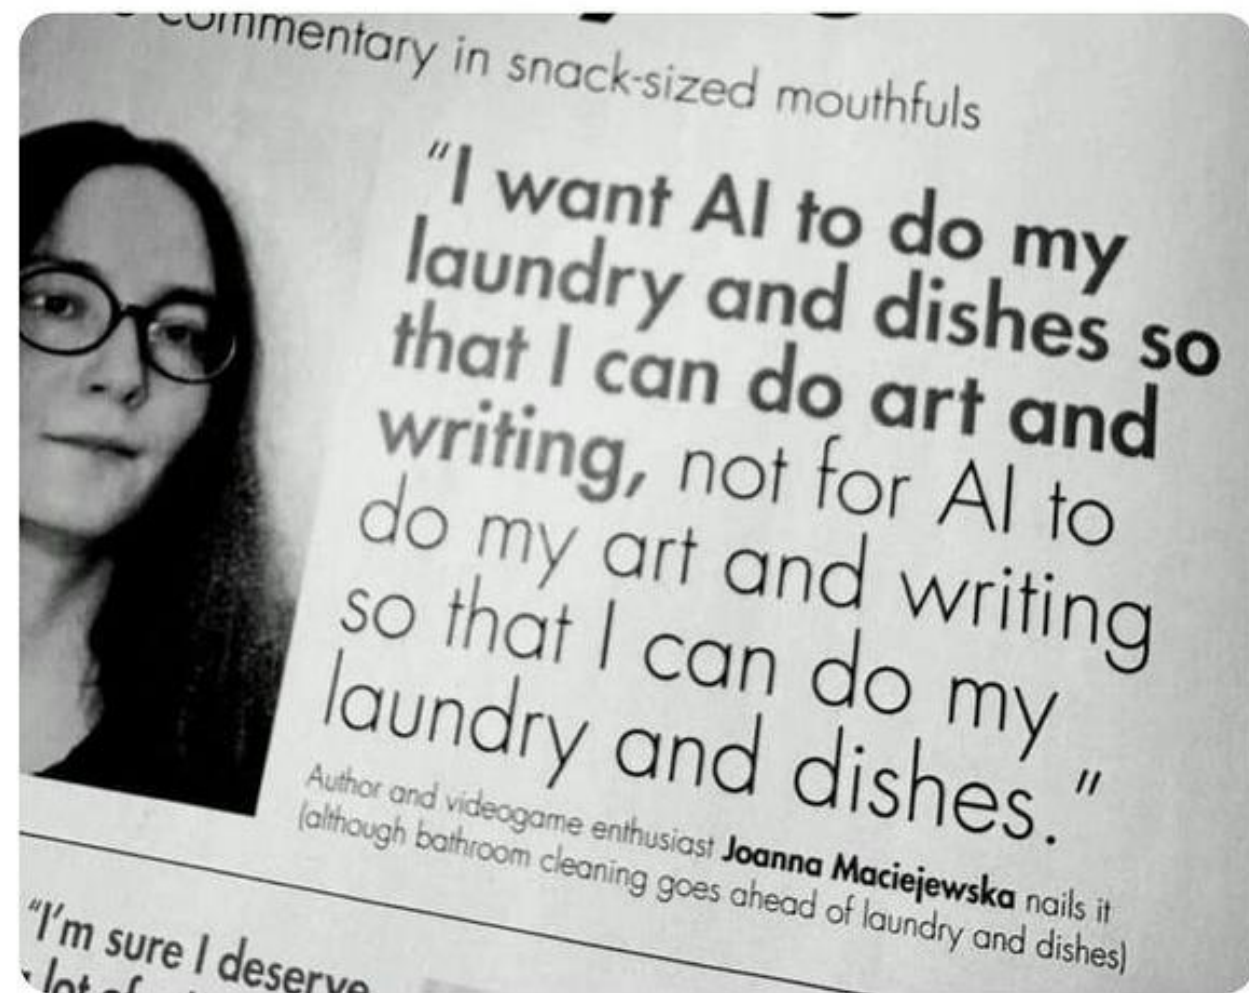 commentary in snack-sized mouthfuls
“I want AI to do my
laundry and dishes so
that I can do art and
writing, not for AI to
do my art and writing
so that I can do my
laundry and dishes.”
Author and videogame enthusiast Joanna Maciejewska nails it
(although bathroom cleaning goes ahead of laundry and dishes)
“I’m sure I deserve
lot of